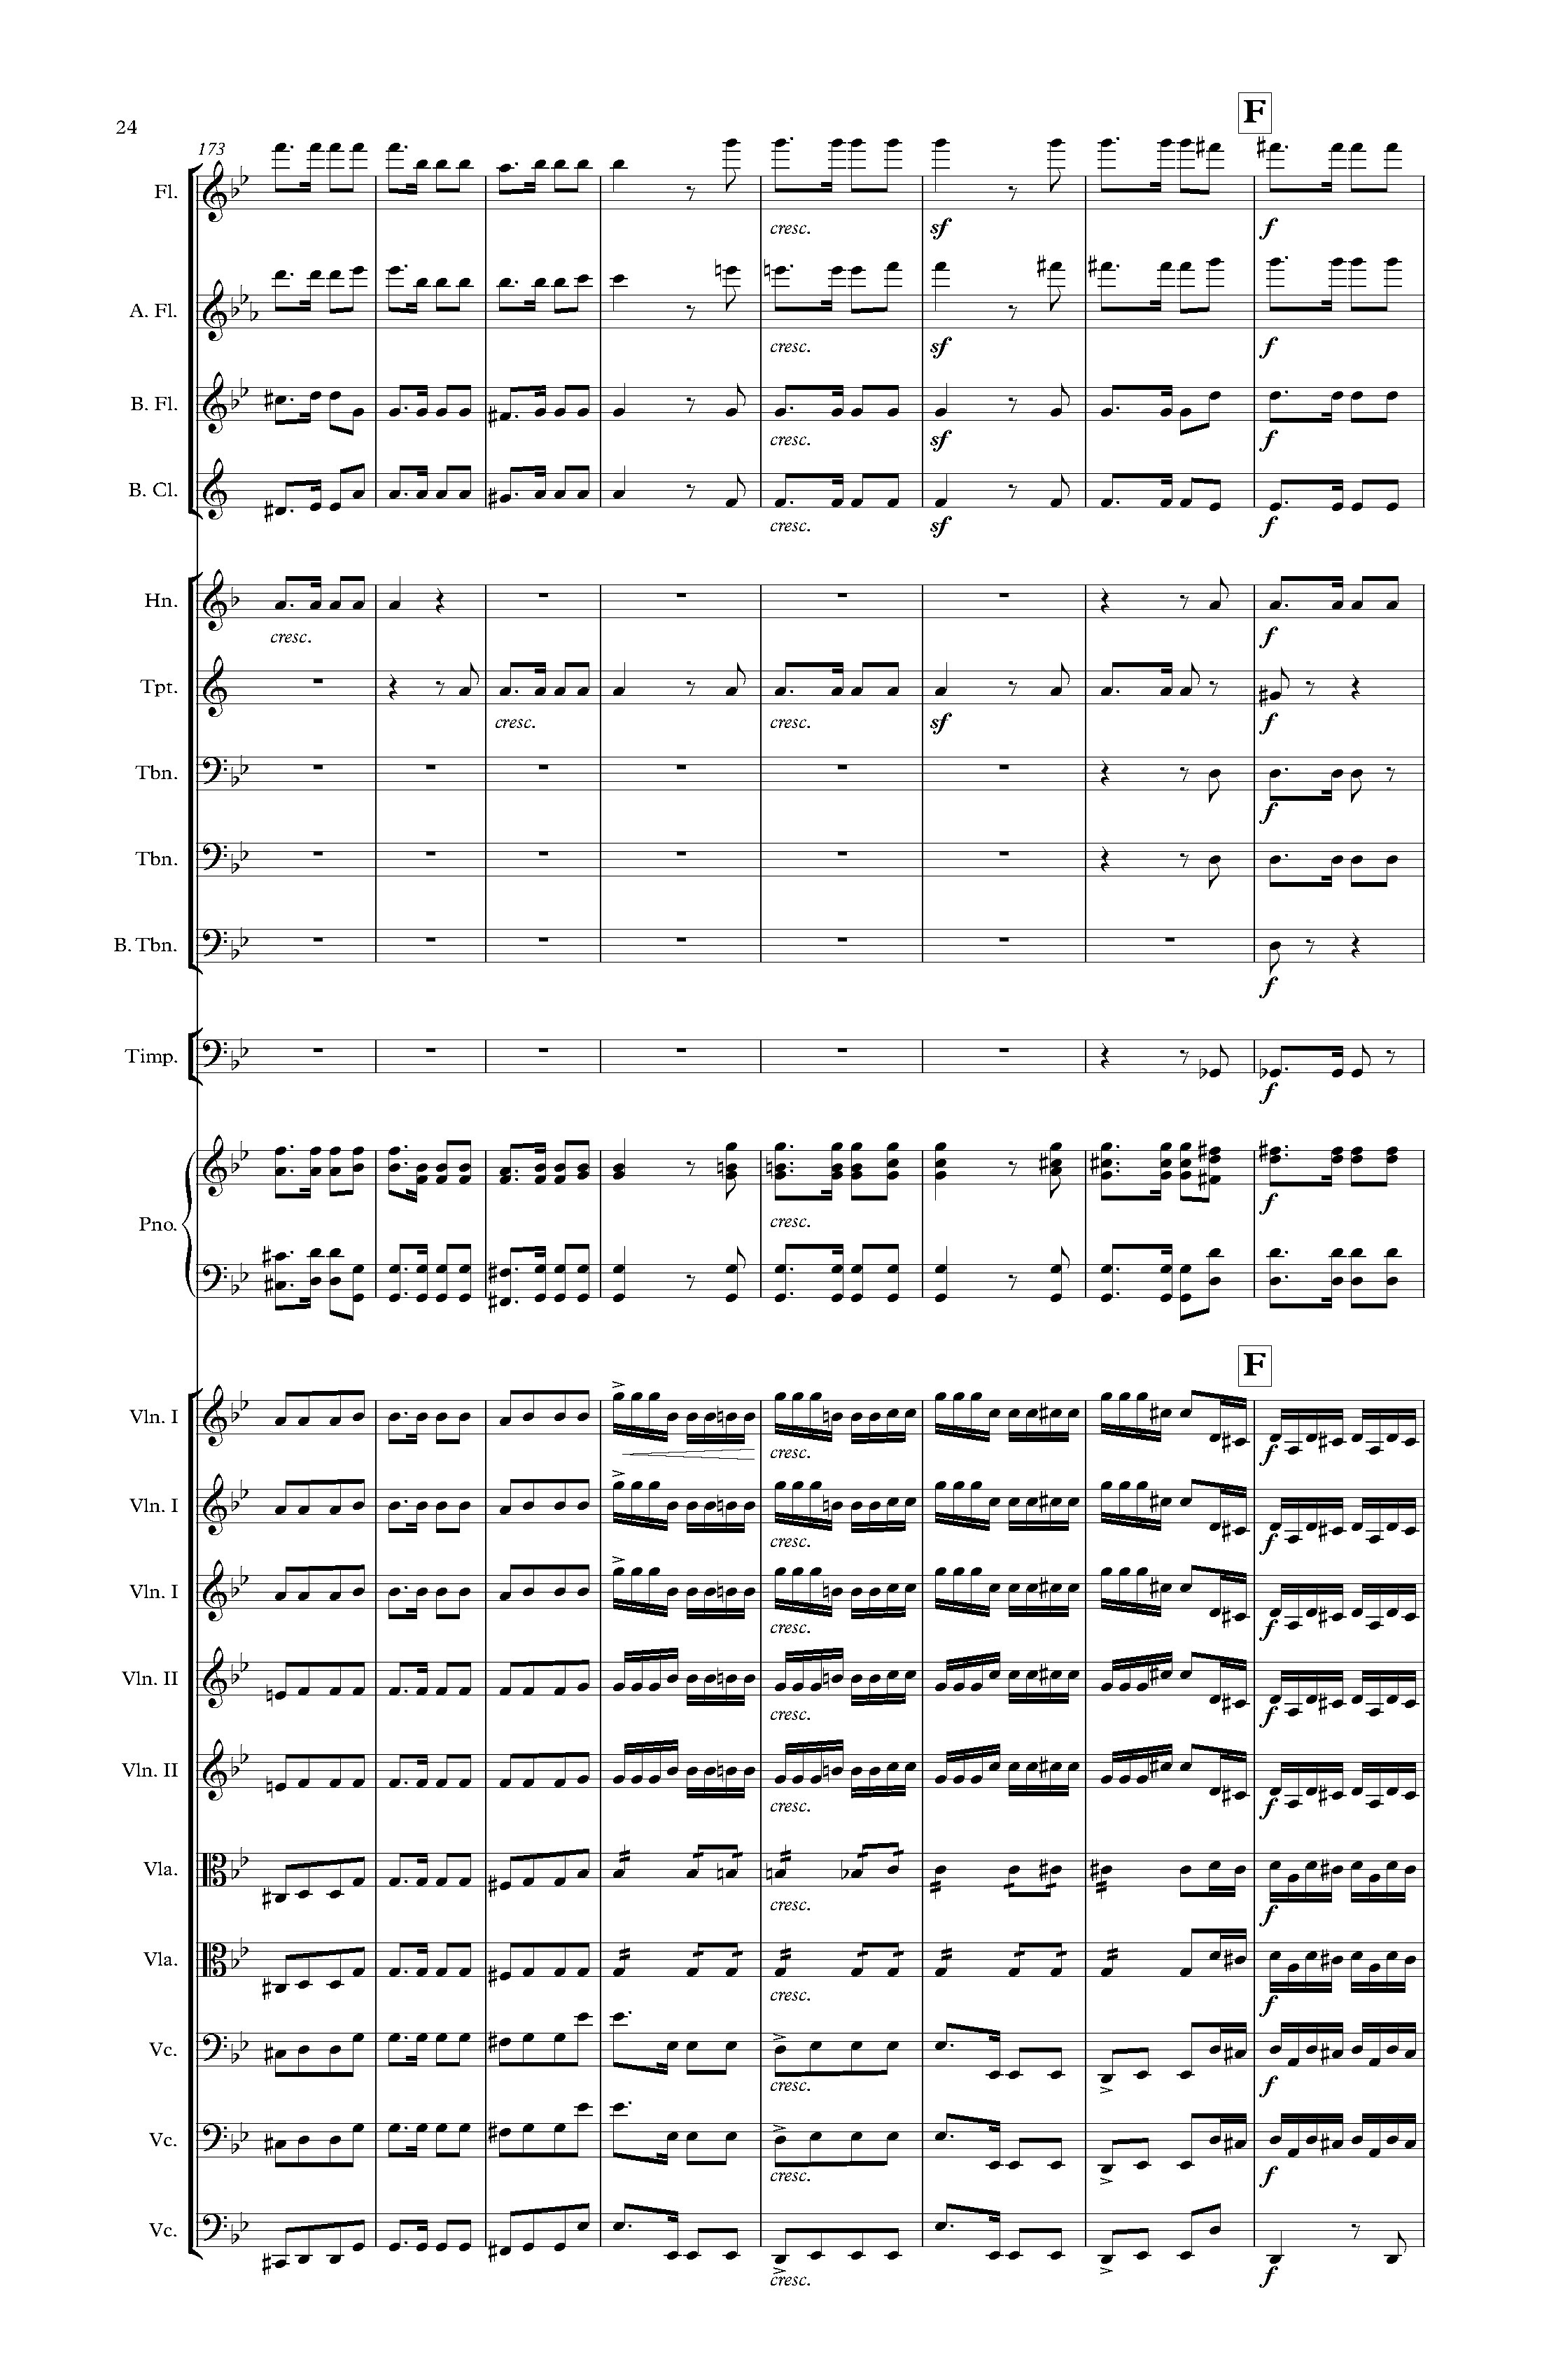 F
24
173
Fl.
cresc. sf f
A. Fl.
cresc. sf f
B. Fl.
cresc. sf f
B. Cl.
cresc. sf f
Hn.
cresc. f
Tpt.
cresc. cresc. sf f
Tbn.
f
Tbn.
B. Tbn.
f
Timp.
f
f
Pno.
cresc.
F
Vln. I
cresc. f
Vln. I
cresc. f
Vln. I
cresc. f
Vln. II
cresc. f
Vln. II
cresc. f
Vla.
cresc. f
Vla.
cresc. f
Vc.
cresc. f
Vc.
cresc. f
Vc.
cresc. f